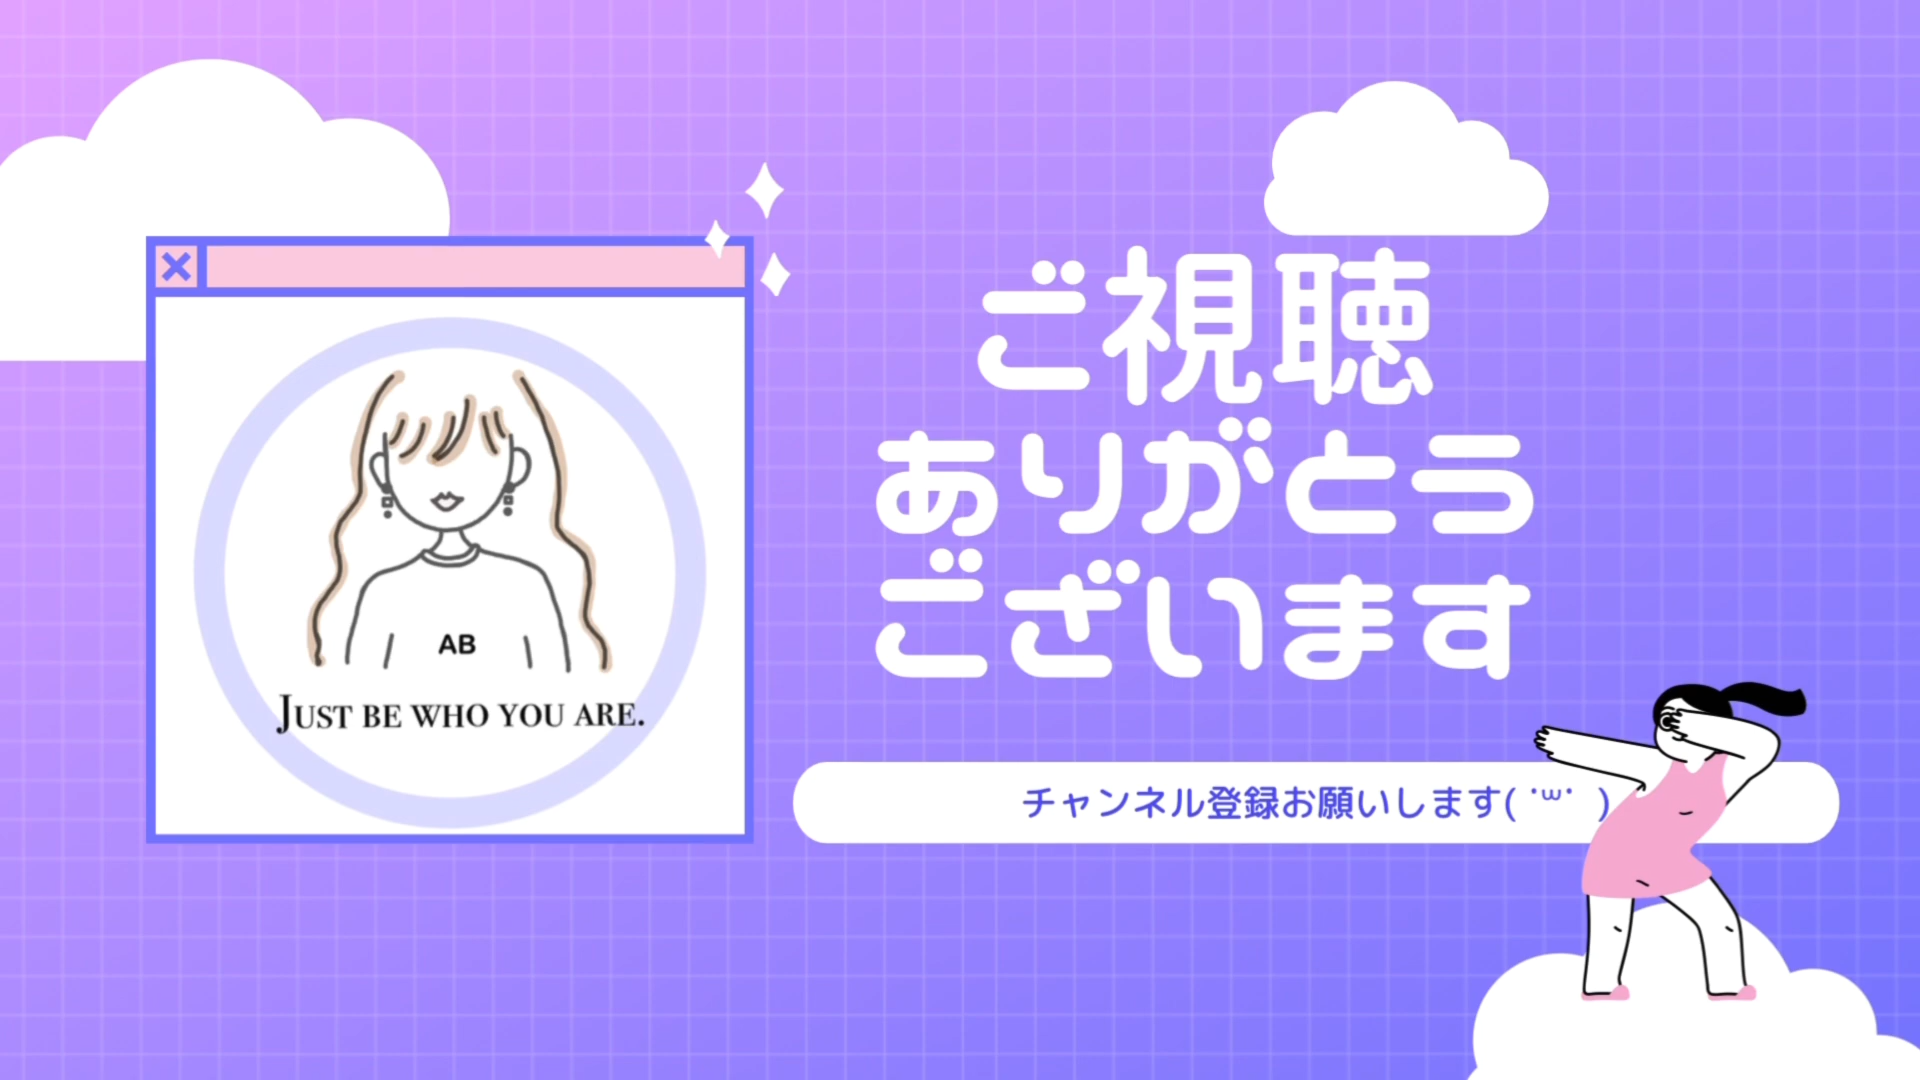 AB
JUST BE WHO YOU ARE.
ご視聴
ありがとう
ございます
チャンネル登録お願いします( ˙꒳˙ )